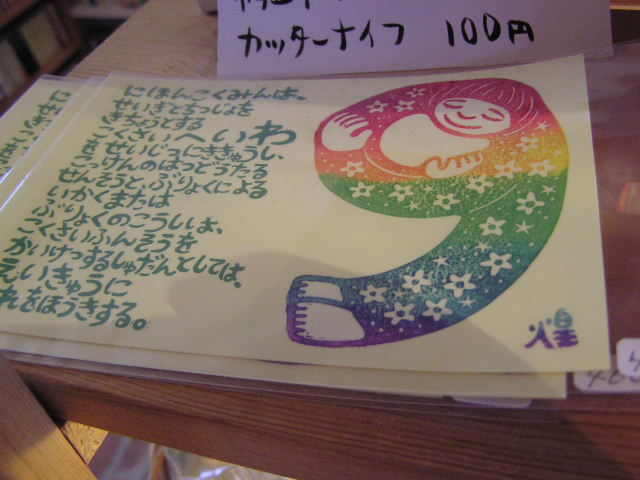 カッターナイフ 100円
にほんこくみんは、
せいぎとちつじょを
きちょうとする
こくさいへいわ
をせいじつにききゅうし、
こっけんのはつどうたる
せんそうと、ぶりょくによる
いかくまたは
ぶりょくのこうしは、
こくさいふんそうを
かいけつするしゅだんとしては、
えいきゅうに
れをほうきする。
9
に
せ